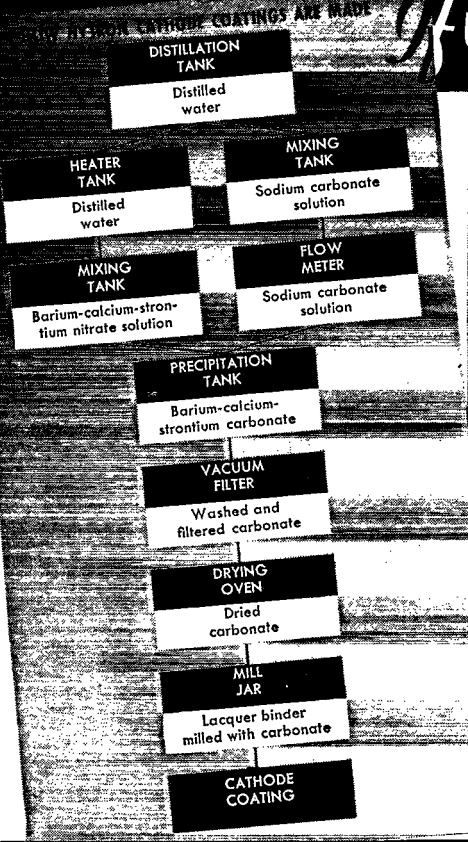 CATHODE COATINGS ARE MADE
DISTILLATION
TANK
Distilled
water
HEATER
TANK
Distilled
water
MIXING
TANK
Sodium carbonate
solution
MIXING
TANK
Barium-calcium-stron-
tium nitrate solution
FLOW
METER
Sodium carbonate
solution
PRECIPITATION
TANK
Barium-calcium-
strontium carbonate
VACUUM
FILTER
Washed and
filtered carbonate
DRYING
OVEN
Dried
carbonate
MILL
JAR
Lacquer binder
milled with carbonate
CATHODE
COATING